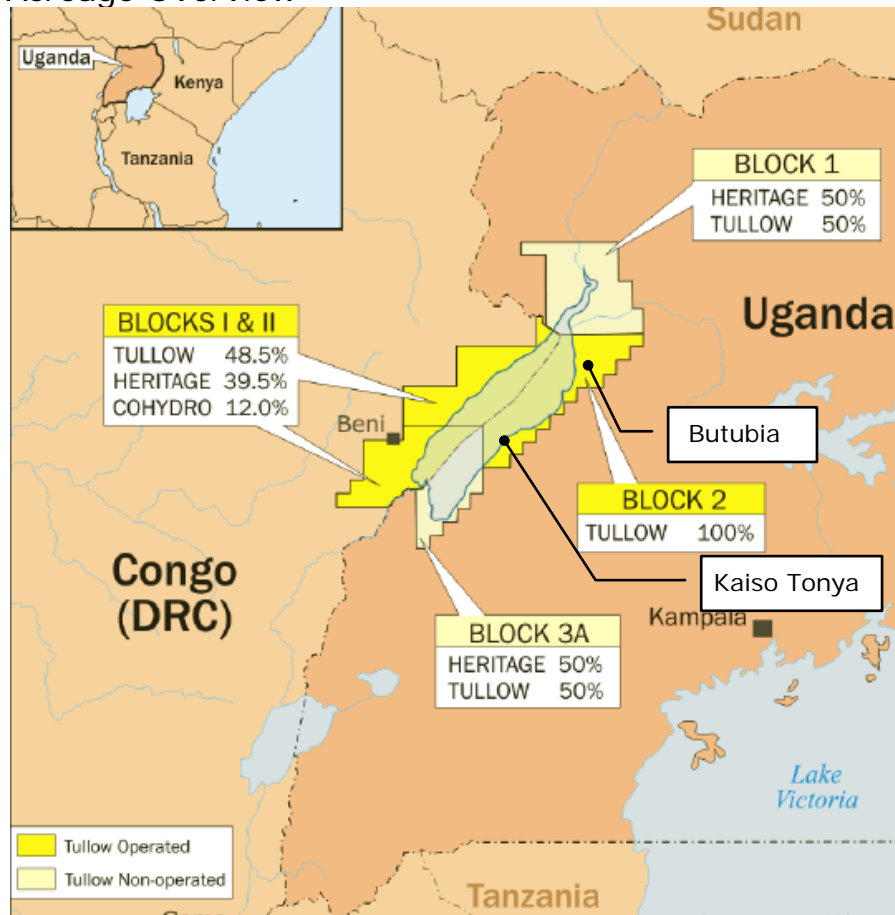 Acreage Overview
Sudan
Uganda
Kenya
Tanzania
BLOCK 1
HERITAGE 50%
TULLOW 50%
Uganda
BLOCKS I & II
TULLOW 48.5%
HERITAGE 39.5%
COHYDRO 12.0%
Beni
Butubia
BLOCK 2
TULLOW 100%
Congo
(DRC)
Kaiso Tonya
Kampala
BLOCK 3A
HERITAGE 50%
TULLOW 50%
Lake
Victoria
Tullow Operated
Tullow Non-operated
Tanzania